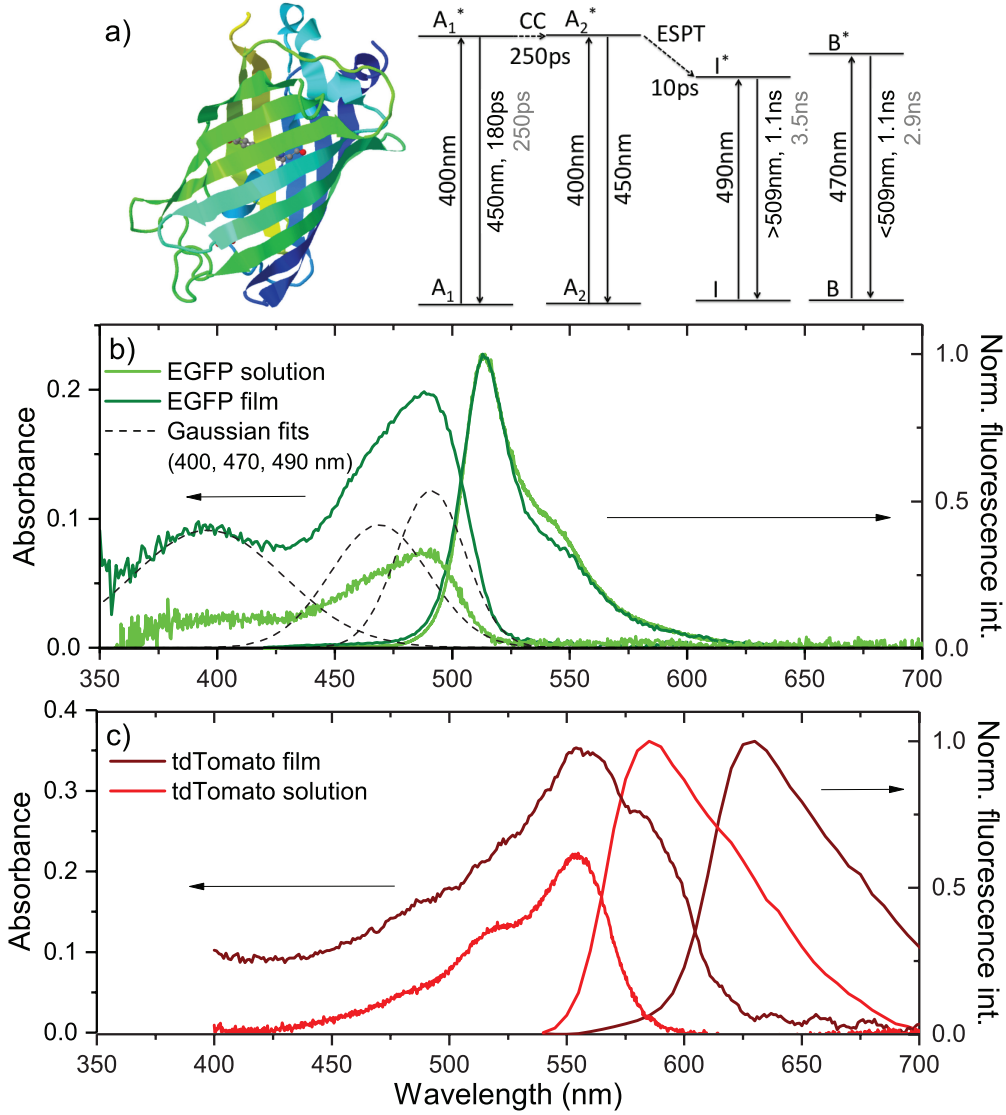 a)
A₁*
CC
A₂*
250ps
ESPT
10ps
I*
B*
400nm
450nm, 180ps
250ps
400nm
450nm
490nm
>509nm, 1.1ns
3.5ns
470nm
<509nm, 1.1ns
2.9ns
A₁
A₂
I
B
b)
EGFP solution
EGFP film
Gaussian fits
(400, 470, 490 nm)
Absorbance
0.2
0.1
0.0
1.0
0.5
0.0
Norm. fluorescence int.
350 400 450 500 550 600 650 700
c)
tdTomato film
tdTomato solution
Absorbance
0.4
0.3
0.2
0.1
0.0
1.0
0.5
0.0
Norm. fluorescence int.
350 400 450 500 550 600 650 700
Wavelength (nm)